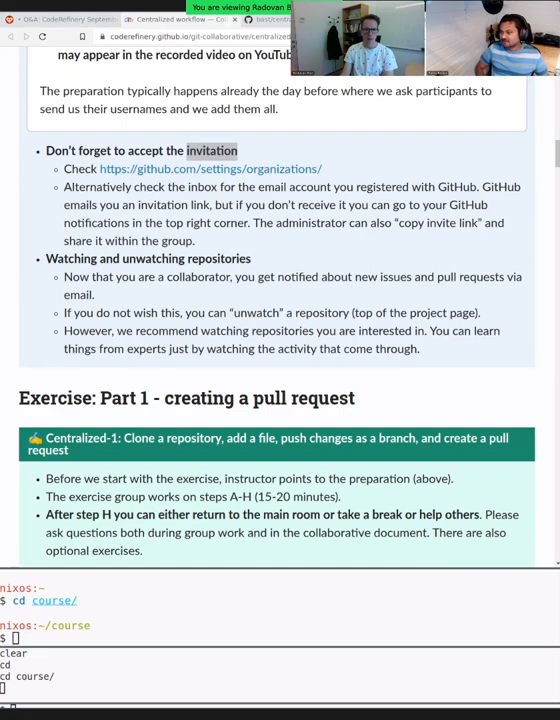 You are viewing Radovan B
Q&A: CodeRefinery Septemb
Centralized workflow — Co
bast/centr
coderefinery.github.io/git-collaborative/centralized
may appear in the recorded video on YouTu
The preparation typically happens already the day before where we ask participants to
send us their usernames and we add them all.
• Don't forget to accept the invitation
◦ Check https://github.com/settings/organizations/
◦ Alternatively check the inbox for the email account you registered with GitHub. GitHub
emails you an invitation link, but if you don't receive it you can go to your GitHub
notifications in the top right corner. The administrator can also “copy invite link” and
share it within the group.
• Watching and unwatching repositories
◦ Now that you are a collaborator, you get notified about new issues and pull requests via
email.
◦ If you do not wish this, you can “unwatch” a repository (top of the project page).
◦ However, we recommend watching repositories you are interested in. You can learn
things from experts just by watching the activity that come through.
Exercise: Part 1 - creating a pull request
✍️ Centralized-1: Clone a repository, add a file, push changes as a branch, and create a pull
request
• Before we start with the exercise, instructor points to the preparation (above).
• The exercise group works on steps A-H (15-20 minutes).
• After step H you can either return to the main room or take a break or help others. Please
ask questions both during group work and in the collaborative document. There are also
optional exercises.
nixos:~
$ cd course/
nixos:~/course
$
clear
cd
cd course/